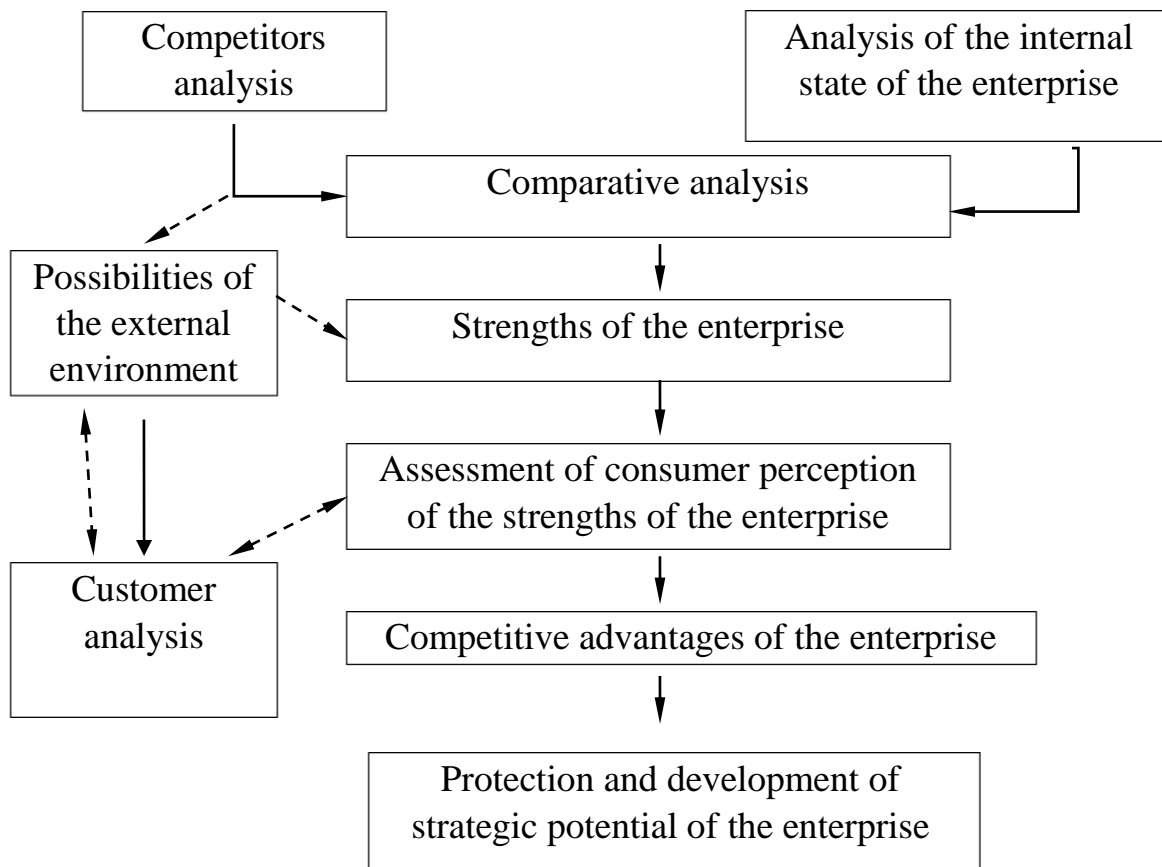 Competitors
analysis
Analysis of the internal
state of the enterprise
Comparative analysis
Possibilities of
the external
environment
Strengths of the enterprise
Assessment of consumer perception
of the strengths of the enterprise
Customer
analysis
Competitive advantages of the enterprise
Protection and development of
strategic potential of the enterprise